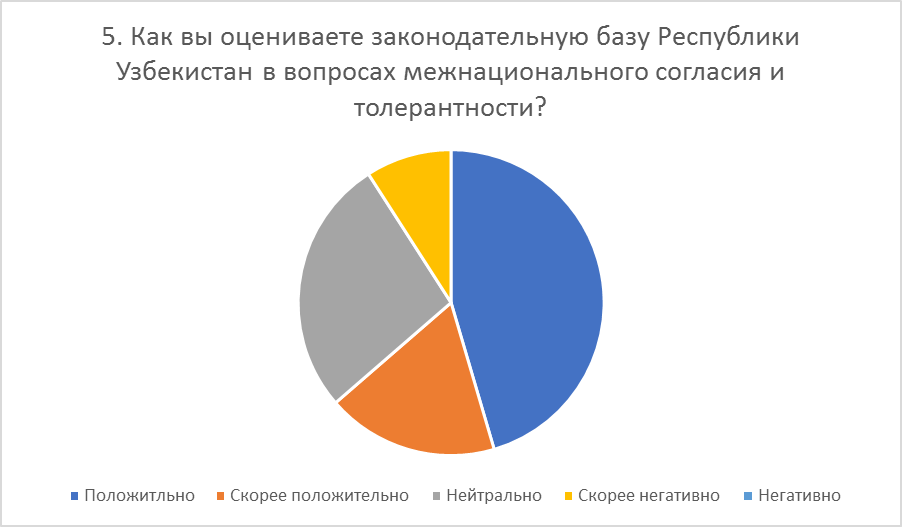 5. Как вы оцениваете законодательную базу Республики
Узбекистан в вопросах межнационального согласия и
толерантности?
Положитльно Скорее положительно Нейтрально Скорее негативно Негативно